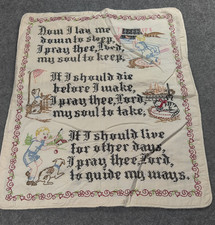 Now I lay me
down to sleep,
I pray thee, Lord,
my soul to keep.
If I should die
before I wake,
I pray thee, Lord
my soul to take.
If I should live
for other days,
I pray thee, Lord,
to guide my ways.